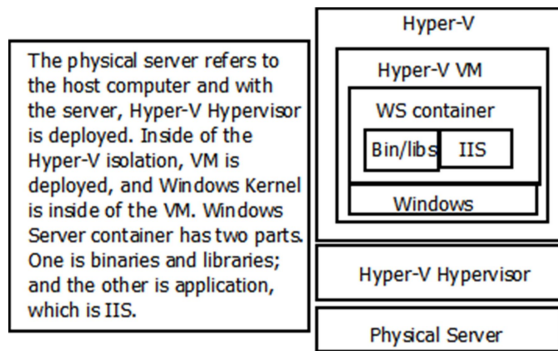 The physical server refers to
the host computer and with
the server, Hyper-V Hypervisor
is deployed. Inside of the
Hyper-V isolation, VM is
deployed, and Windows Kernel
is inside of the VM. Windows
Server container has two parts.
One is binaries and libraries;
and the other is application,
which is IIS.
Hyper-V
Hyper-V VM
WS container
Bin/libs
IIS
Windows
Hyper-V Hypervisor
Physical Server